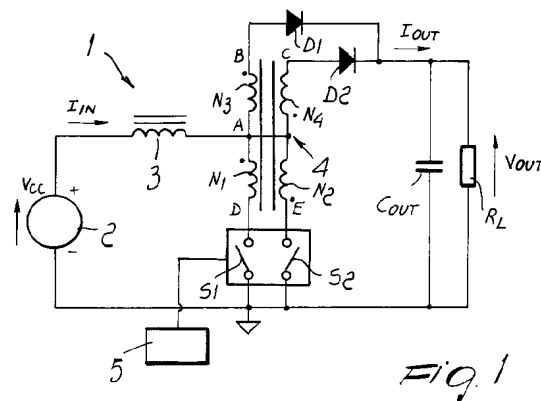 1
D1
IOUT
B
C
D2
N3
N4
IIN
A
3
4
VCC
+
N1
N2
COUT
RL
VOUT
2
-
D
E
S1
S2
5
Fig. 1